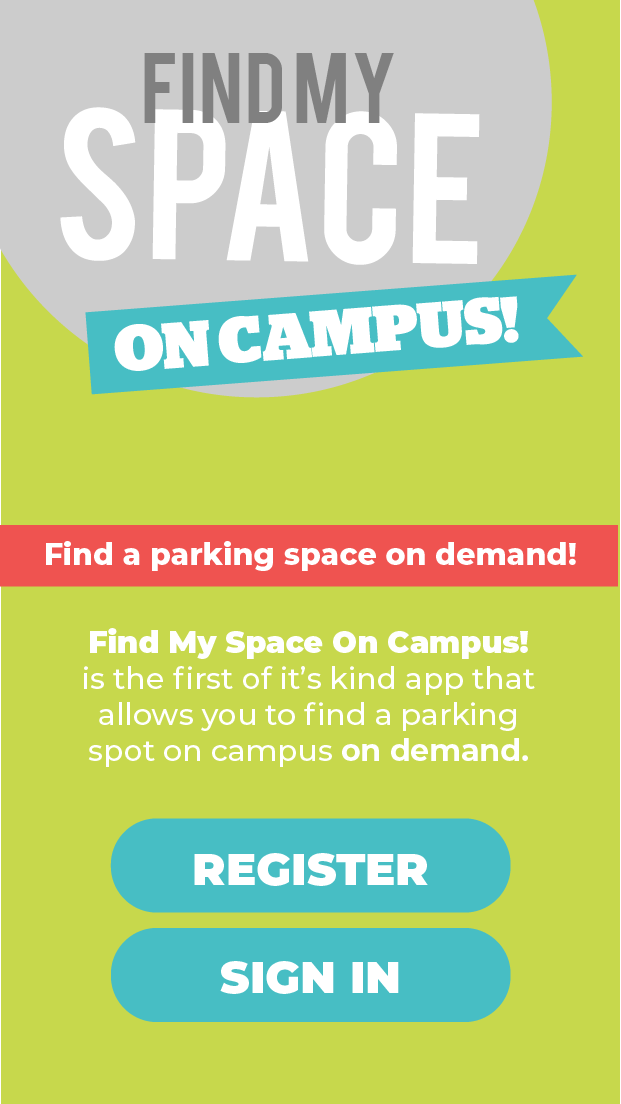 FIND MY
SPACE
ON CAMPUS!
Find a parking space on demand!
Find My Space On Campus!
is the first of it's kind app that
allows you to find a parking
spot on campus on demand.
REGISTER
SIGN IN